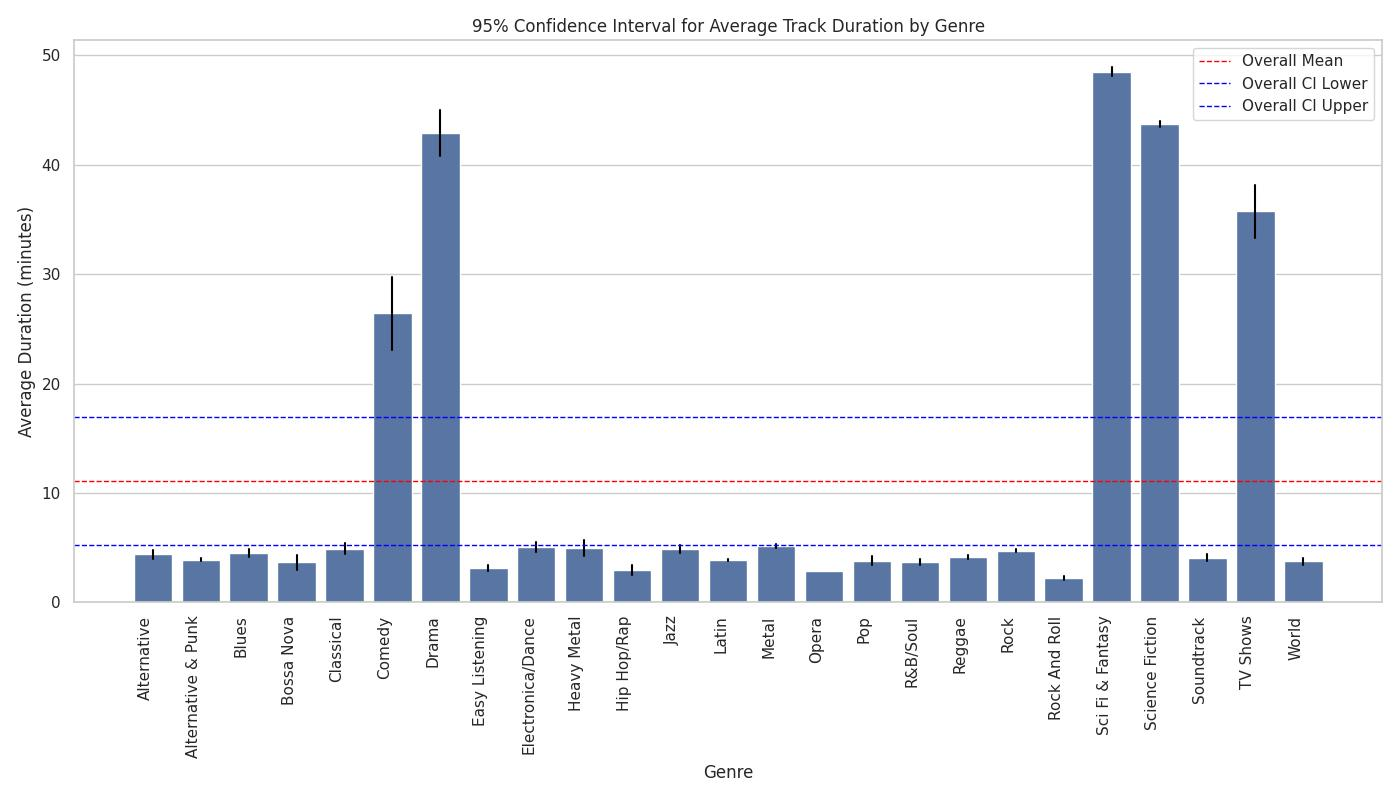 95% Confidence Interval for Average Track Duration by Genre
Overall Mean
Overall CI Lower
Overall CI Upper
Average Duration (minutes)
50
40
30
20
10
0
Alternative
Alternative & Punk
Blues
Bossa Nova
Classical
Comedy
Drama
Easy Listening
Electronica/Dance
Heavy Metal
Hip Hop/Rap
Jazz
Latin
Metal
Opera
Pop
R&B/Soul
Reggae
Rock
Rock And Roll
Sci Fi & Fantasy
Science Fiction
Soundtrack
TV Shows
World
Genre